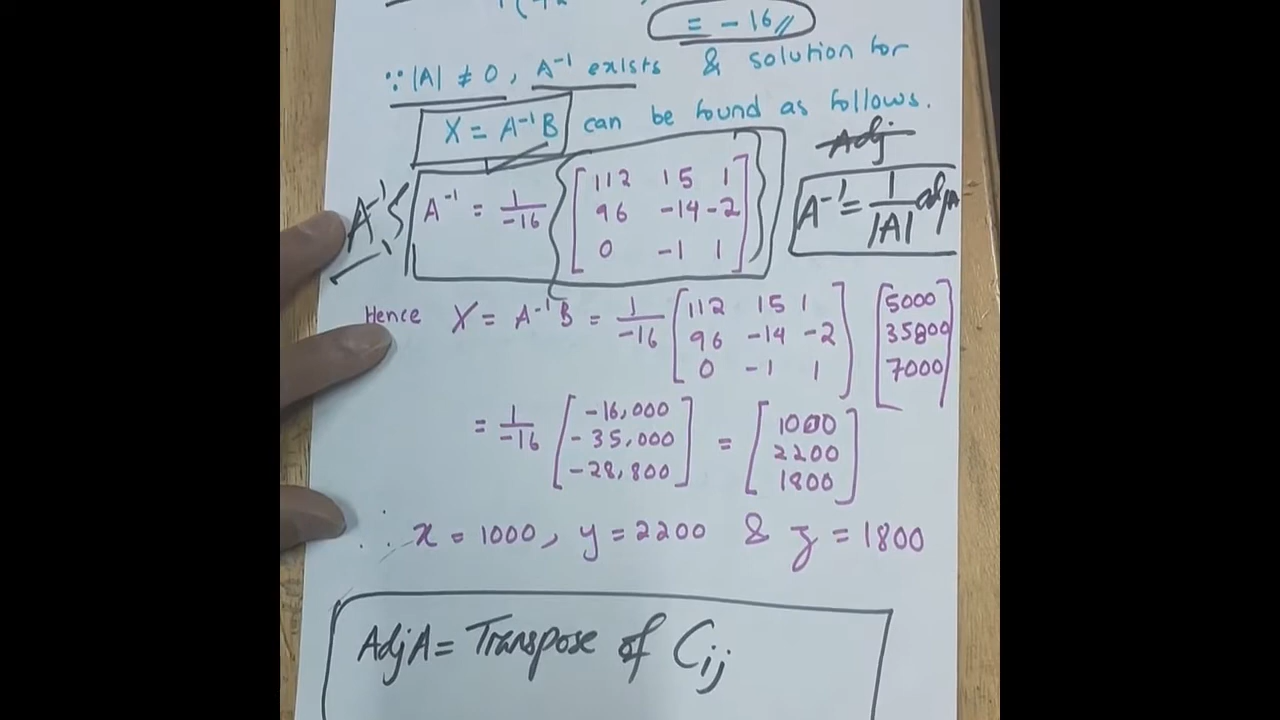 = -16 //
∵ |A| ≠ 0, A⁻¹ exists & solution for
X = A⁻¹B can be found as follows.
Adj
A⁻¹ A⁻¹ = 1/-16 [112 15 1
96 -14 -2
0 -1 1]
A⁻¹ = 1/|A| adjA
Hence X = A⁻¹B = 1/-16 [112 15 1
96 -14 -2
0 -1 1] [5000
35800
7000]
= 1/-16 [-16,000
-35,000
-28,800] = [1000
2200
1800]
∴ x = 1000, y = 2200 & z = 1800
AdjA = Transpose of Cij